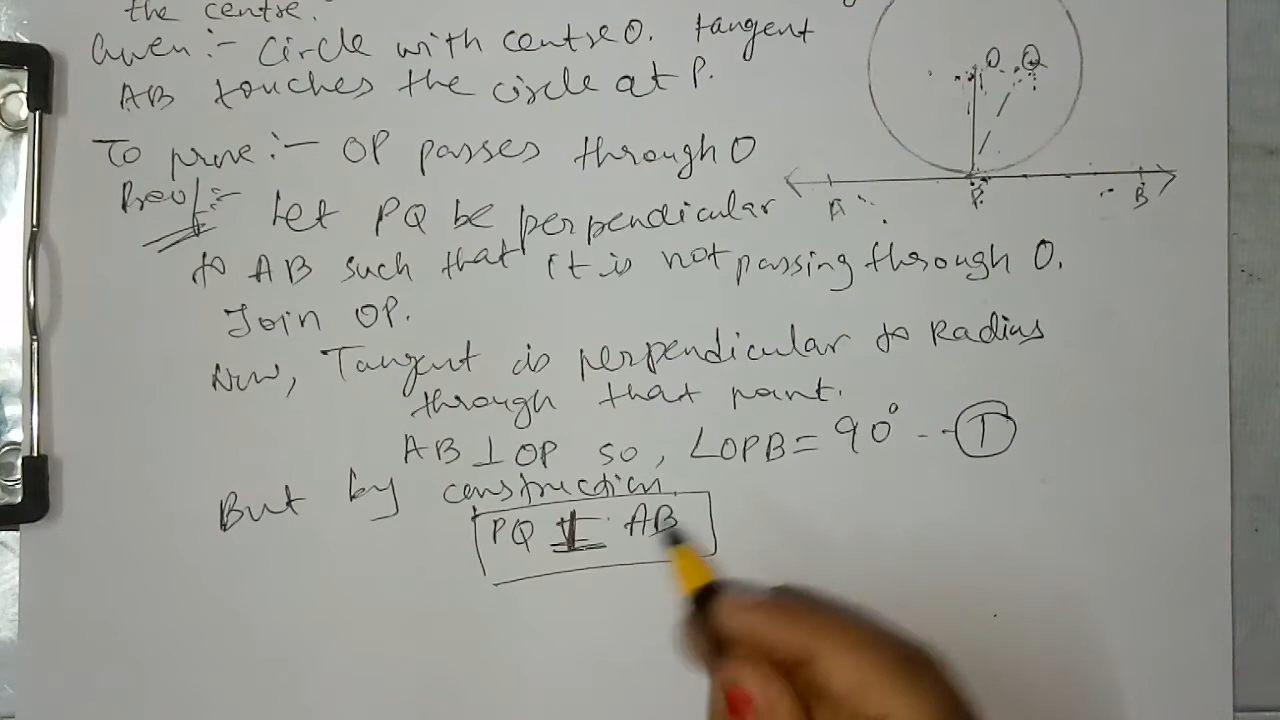 the centre.
Given :- Circle with centre O. tangent
AB touches the circle at P.
To prove :- OP passes through O
Proof :- Let PQ be perpendicular
to AB such that it is not passing through O.
Join OP.
Now, Tangent is perpendicular to Radius
through that point.
AB ⊥ OP so, ∠OPB = 90° -- I
But by construction
PQ ⊥ AB
O Q
A P. B